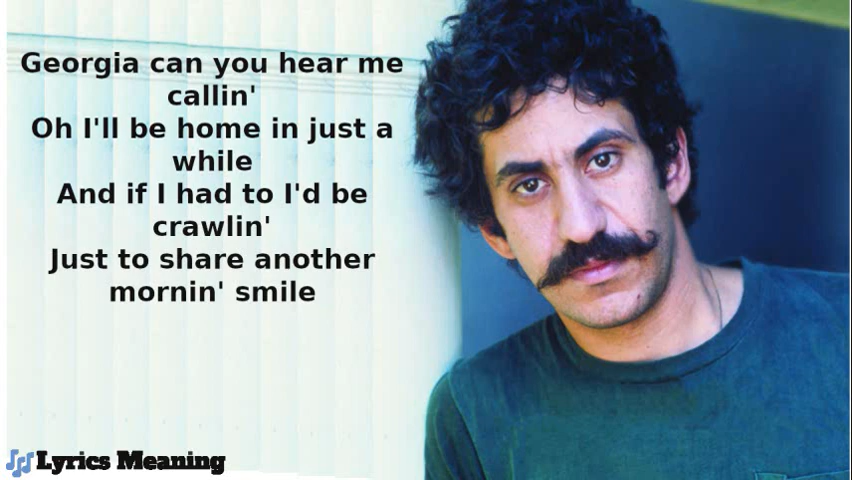 Georgia can you hear me
callin'
Oh I'll be home in just a
while
And if I had to I'd be
crawlin'
Just to share another
mornin' smile
Lyrics Meaning